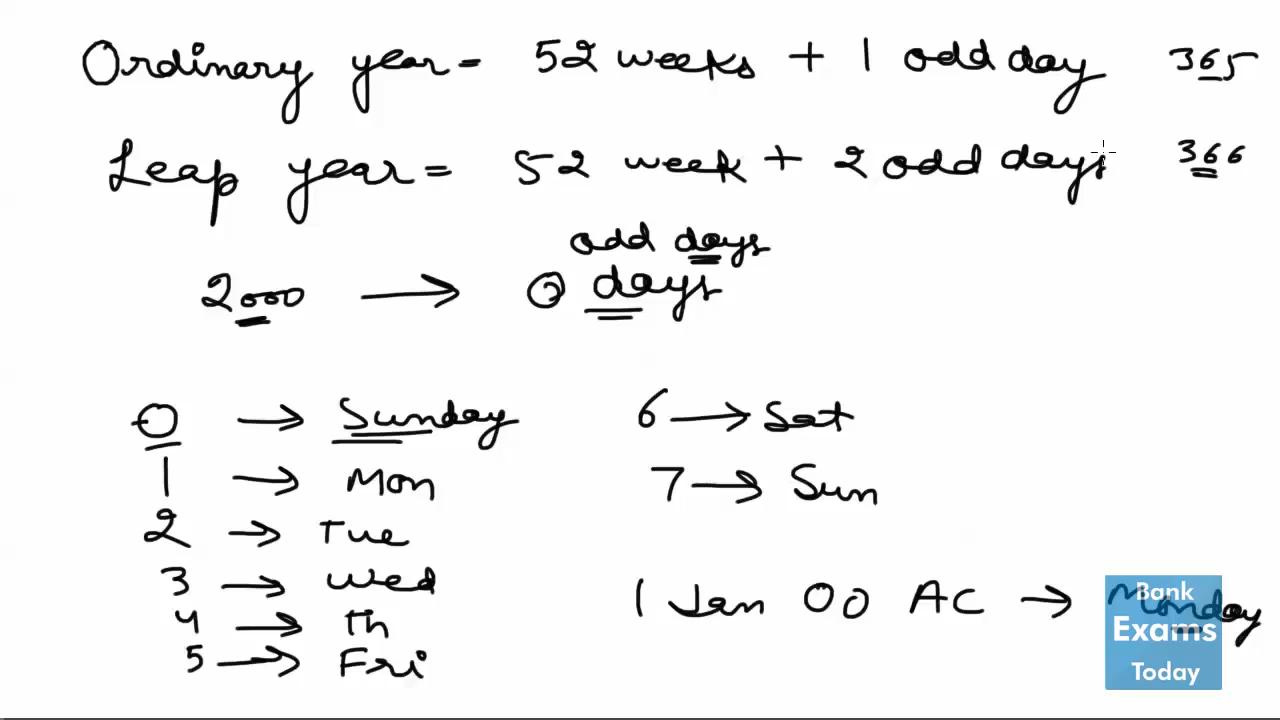 Ordinary year = 52 weeks + 1 odd day 365
Leap year = 52 week + 2 odd days 366
odd days
2000 → 0 days
0 → Sunday
1 → Mon
2 → Tue
3 → Wed
4 → Th
5 → Fri
6 → Sat
7 → Sun
1 Jan 00 AC → Monday
Bank
Exams
Today